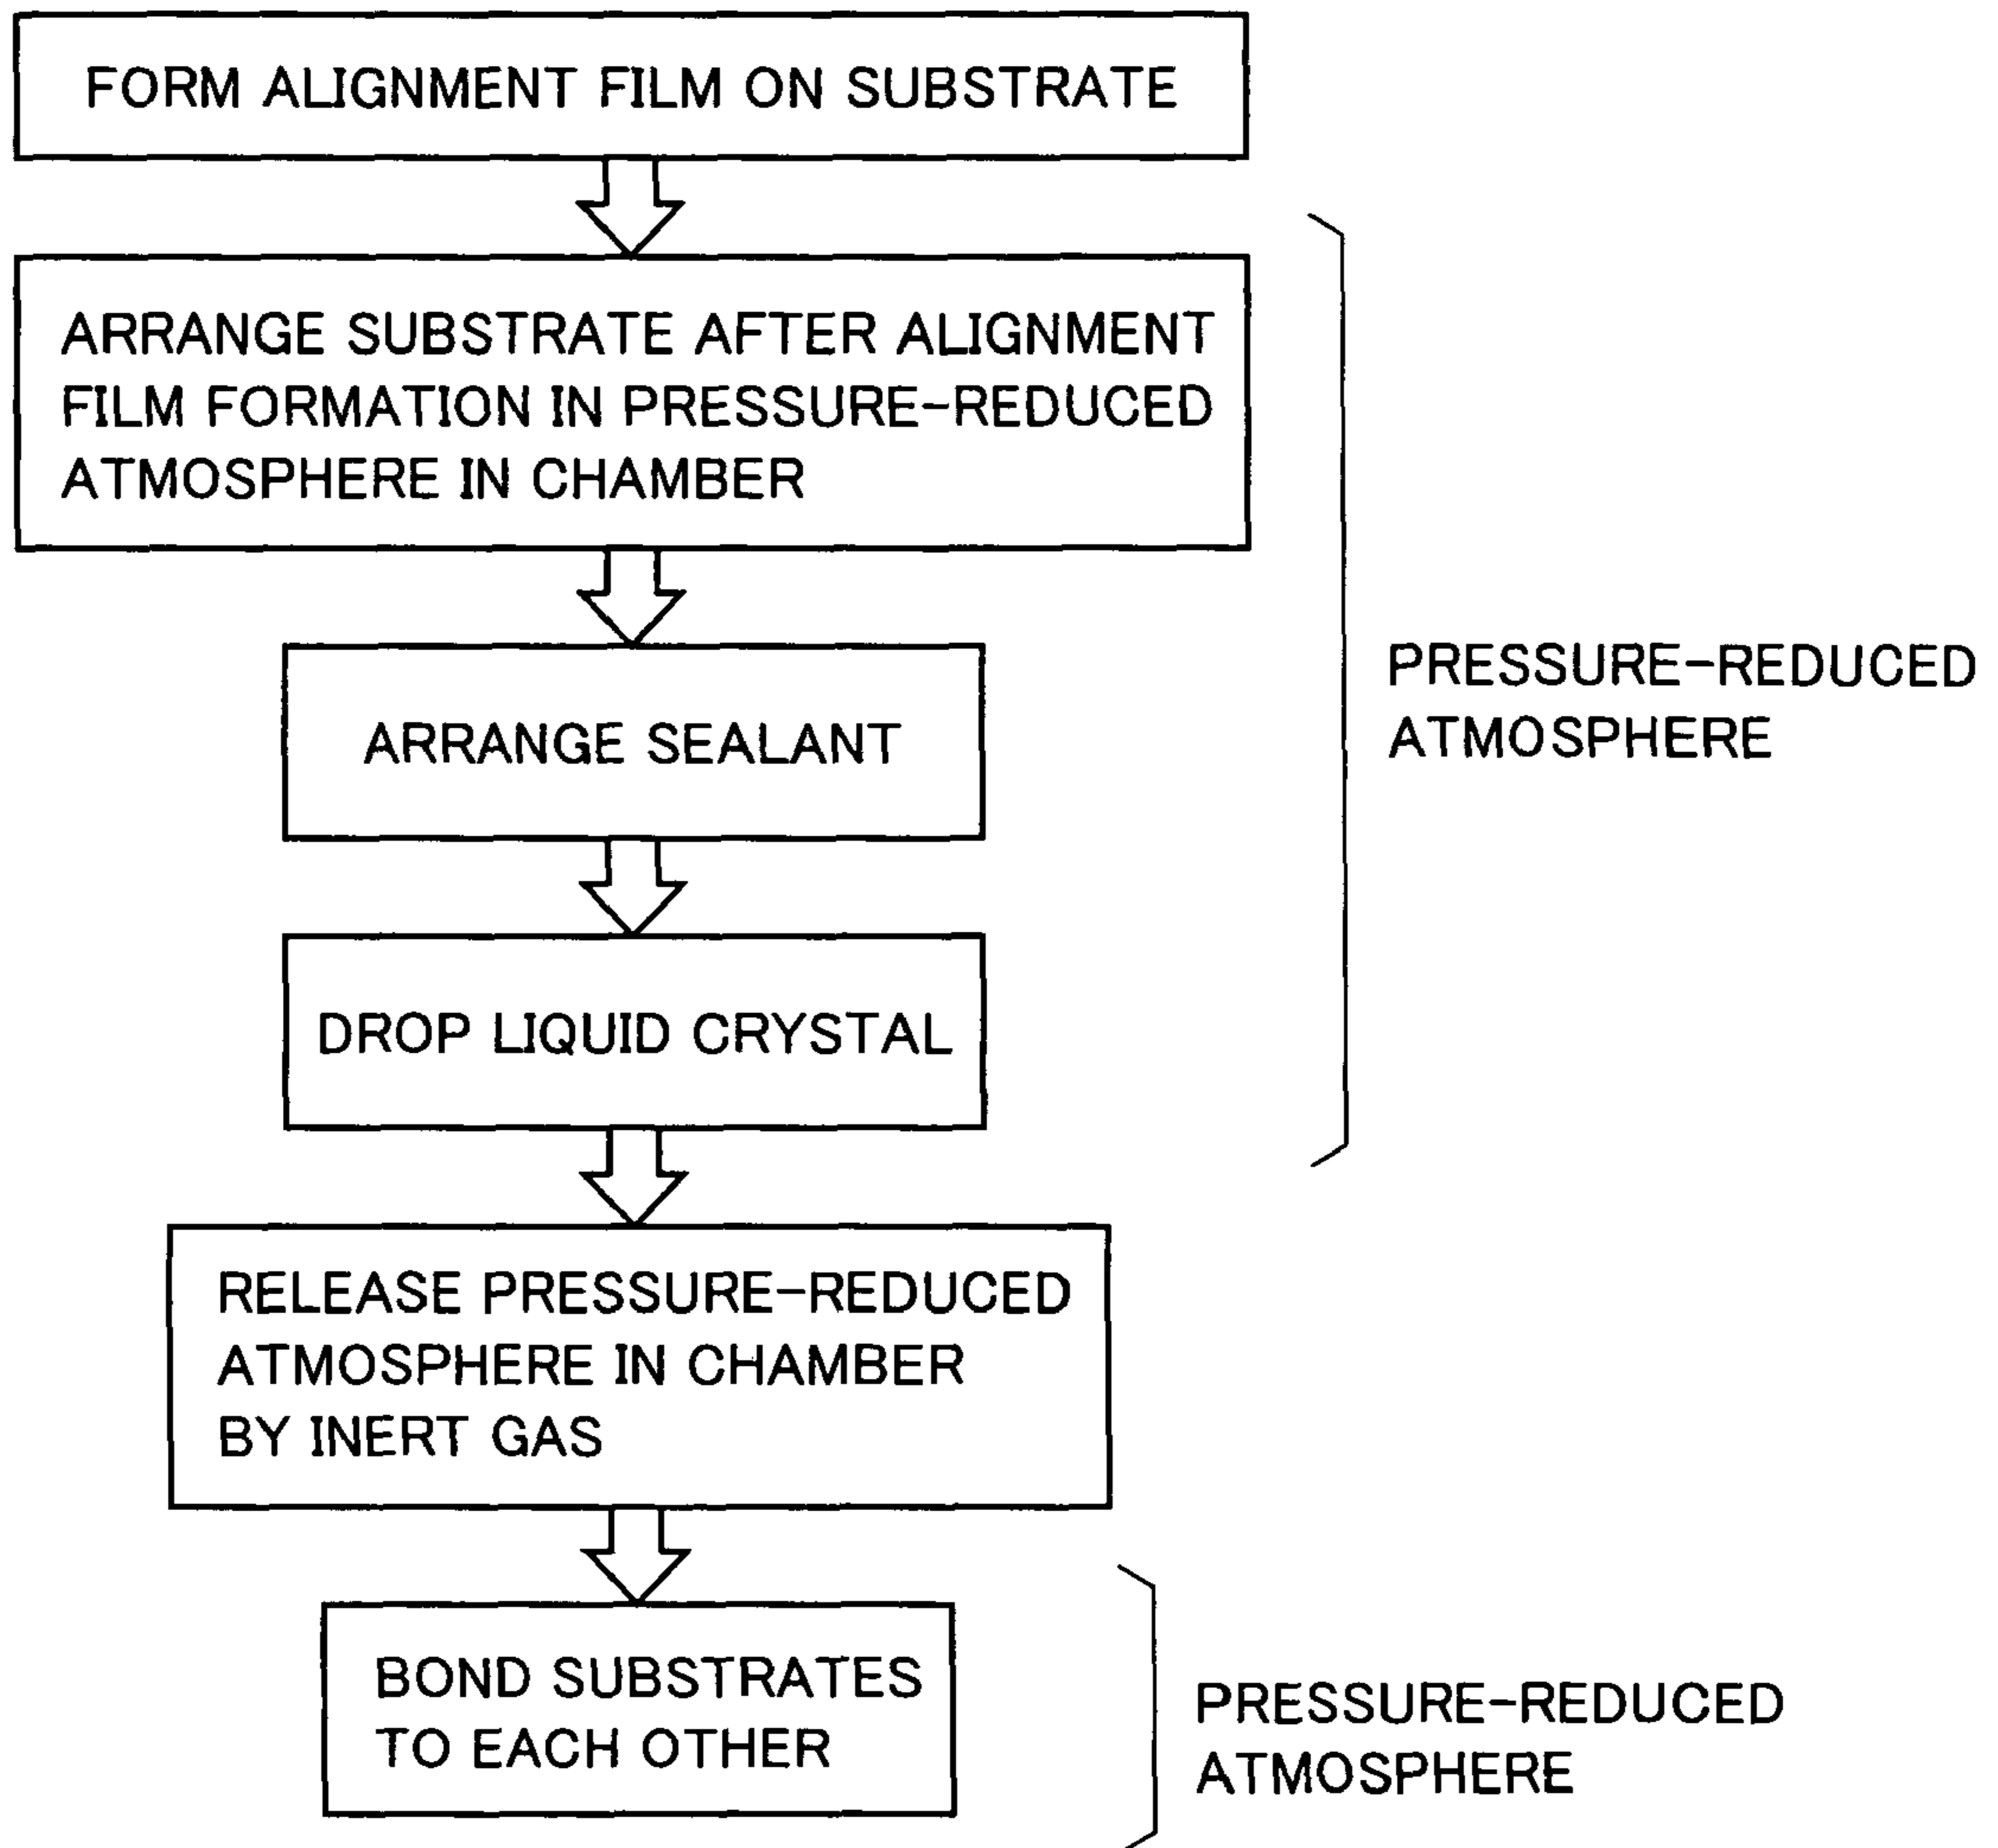 FORM ALIGNMENT FILM ON SUBSTRATE
ARRANGE SUBSTRATE AFTER ALIGNMENT
FILM FORMATION IN PRESSURE-REDUCED
ATMOSPHERE IN CHAMBER
PRESSURE-REDUCED
ATMOSPHERE
ARRANGE SEALANT
DROP LIQUID CRYSTAL
RELEASE PRESSURE-REDUCED
ATMOSPHERE IN CHAMBER
BY INERT GAS
BOND SUBSTRATES
TO EACH OTHER
PRESSURE-REDUCED
ATMOSPHERE